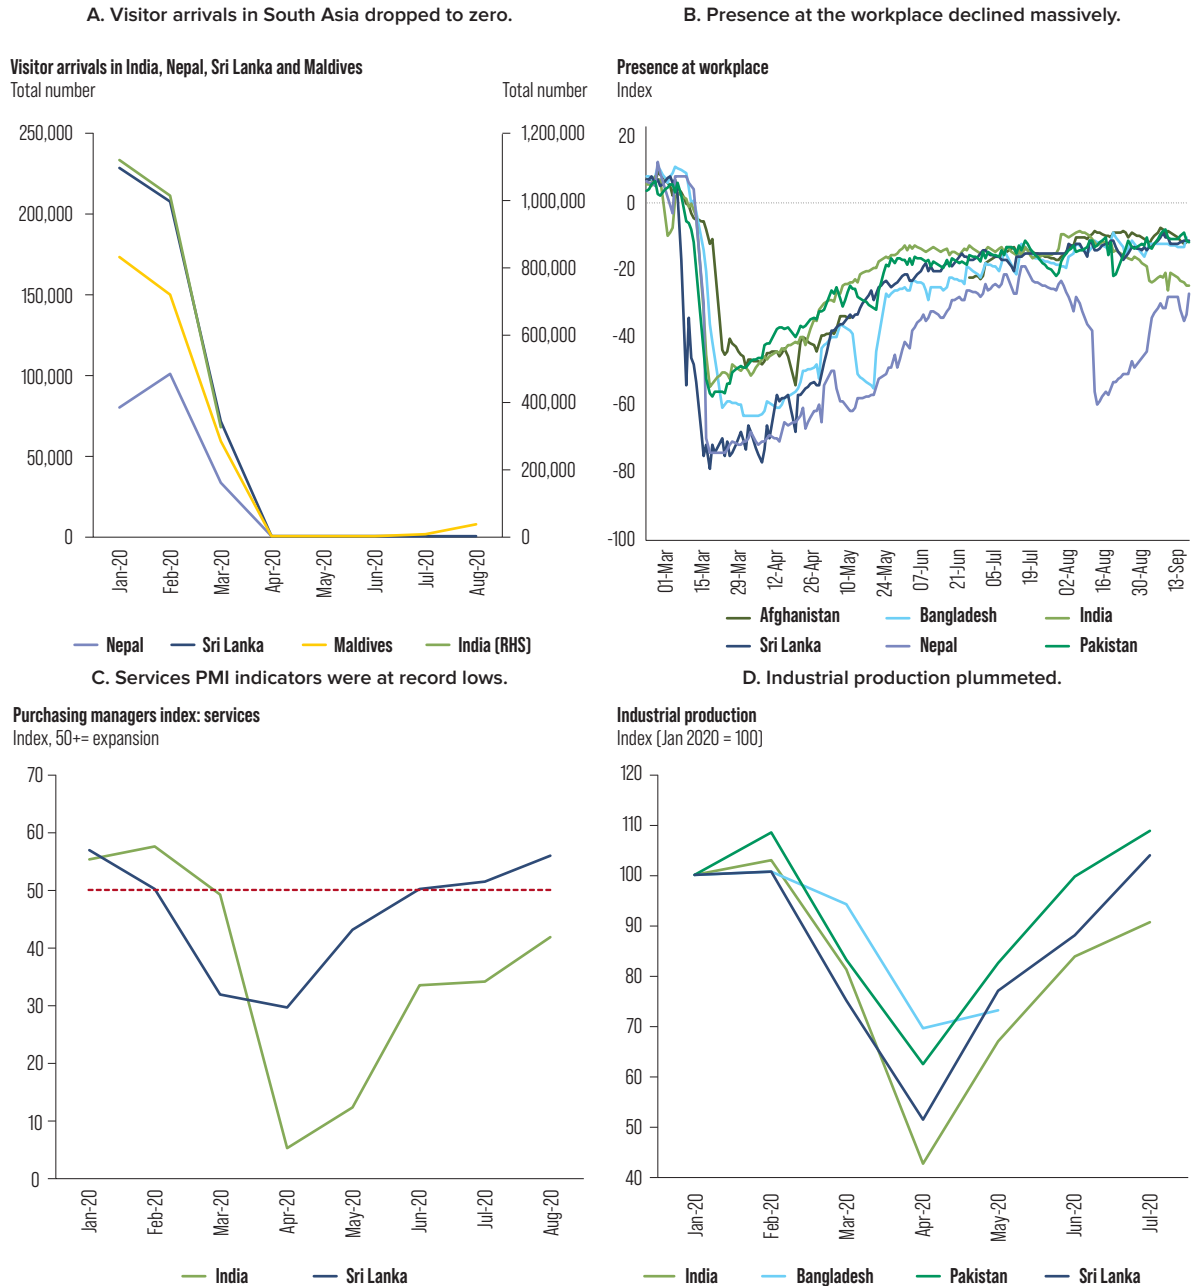 A. Visitor arrivals in South Asia dropped to zero.
Visitor arrivals in India, Nepal, Sri Lanka and Maldives
Total number
Total number
250,000
200,000
150,000
100,000
50,000
0
1,200,000
1,000,000
800,000
600,000
400,000
200,000
0
Jan-20
Feb-20
Mar-20
Apr-20
May-20
Jun-20
Jul-20
Aug-20
Nepal
Sri Lanka
Maldives
India (RHS)
B. Presence at the workplace declined massively.
Presence at workplace
Index
20
0
-20
-40
-60
-80
-100
01-Mar
15-Mar
29-Mar
12-Apr
26-Apr
10-May
24-May
07-Jun
21-Jun
05-Jul
19-Jul
02-Aug
16-Aug
30-Aug
13-Sep
Afghanistan
Bangladesh
India
Sri Lanka
Nepal
Pakistan
C. Services PMI indicators were at record lows.
Purchasing managers index: services
Index, 50+= expansion
70
60
50
40
30
20
10
0
Jan-20
Feb-20
Mar-20
Apr-20
May-20
Jun-20
Jul-20
Aug-20
India
Sri Lanka
D. Industrial production plummeted.
Industrial production
Index (Jan 2020 = 100)
120
110
100
90
80
70
60
50
40
Jan-20
Feb-20
Mar-20
Apr-20
May-20
Jun-20
Jul-20
India
Bangladesh
Pakistan
Sri Lanka